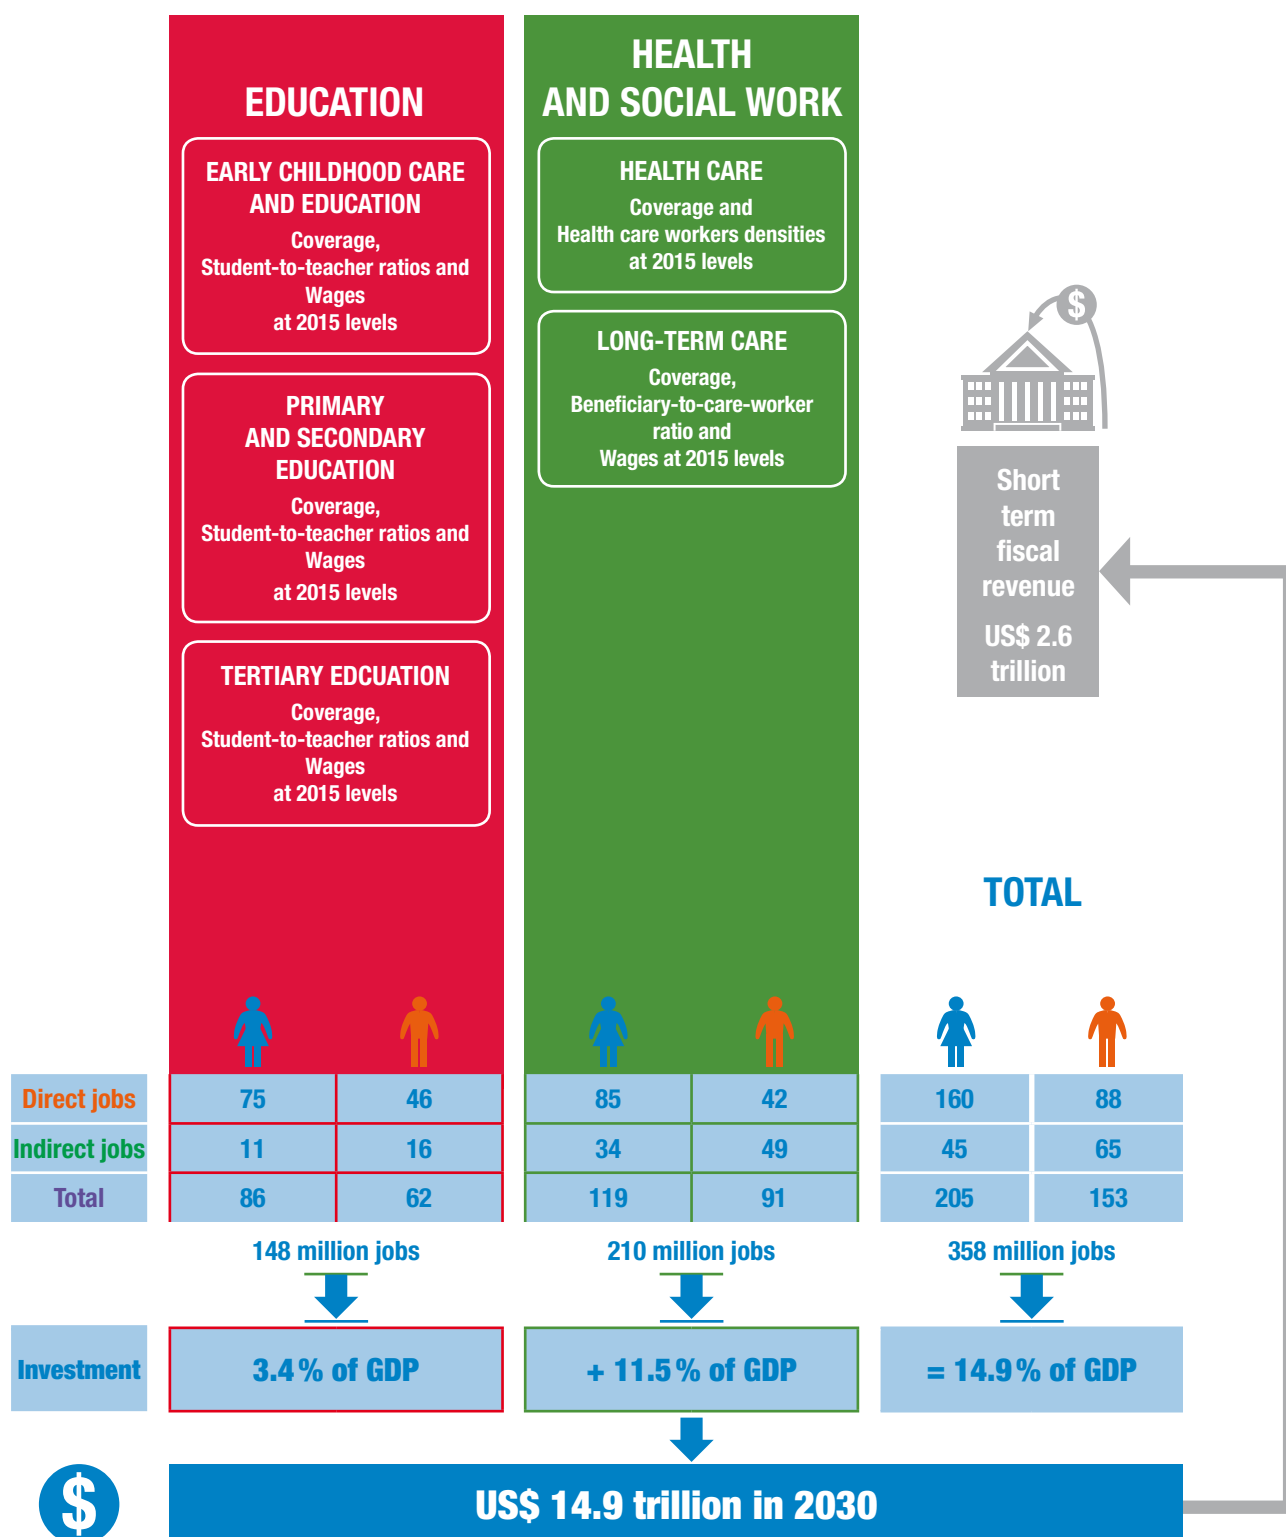 EDUCATION
EARLY CHILDHOOD CARE
AND EDUCATION
Coverage,
Student-to-teacher ratios and
Wages
at 2015 levels
PRIMARY
AND SECONDARY
EDUCATION
Coverage,
Student-to-teacher ratios and
Wages
at 2015 levels
TERTIARY EDCUATION
Coverage,
Student-to-teacher ratios and
Wages
at 2015 levels
HEALTH
AND SOCIAL WORK
HEALTH CARE
Coverage and
Health care workers densities
at 2015 levels
LONG-TERM CARE
Coverage,
Beneficiary-to-care-worker
ratio and
Wages at 2015 levels
$
Short
term
fiscal
revenue
US$ 2.6
trillion
TOTAL
Direct jobs 75 46 85 42 160 88
Indirect jobs 11 16 34 49 45 65
Total 86 62 119 91 205 153
148 million jobs 210 million jobs 358 million jobs
Investment 3.4 % of GDP + 11.5 % of GDP = 14.9 % of GDP
$ US$ 14.9 trillion in 2030